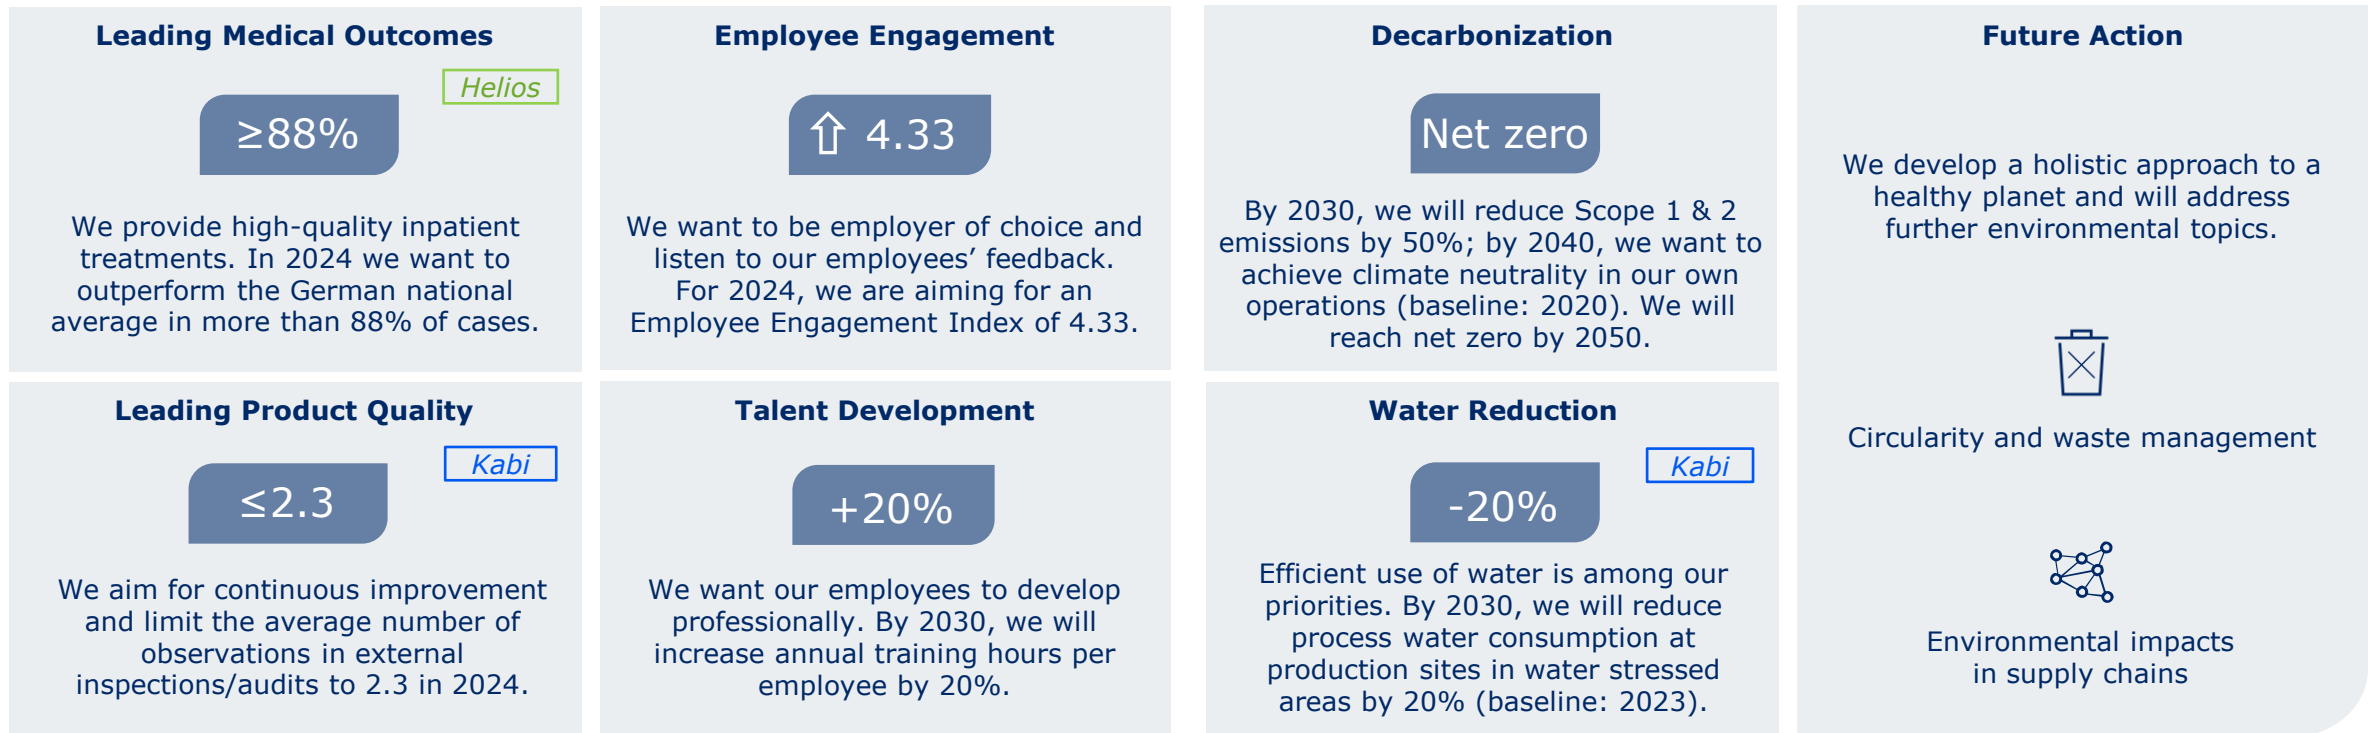 Leading Medical Outcomes
Helios
≥88%
We provide high-quality inpatient
treatments. In 2024 we want to
outperform the German national
average in more than 88% of cases.
Employee Engagement
⇧ 4.33
We want to be employer of choice and
listen to our employees’ feedback.
For 2024, we are aiming for an
Employee Engagement Index of 4.33.
Decarbonization
Net zero
By 2030, we will reduce Scope 1 & 2
emissions by 50%; by 2040, we want to
achieve climate neutrality in our own
operations (baseline: 2020). We will
reach net zero by 2050.
Leading Product Quality
Kabi
≤2.3
We aim for continuous improvement
and limit the average number of
observations in external
inspections/audits to 2.3 in 2024.
Talent Development
+20%
We want our employees to develop
professionally. By 2030, we will
increase annual training hours per
employee by 20%.
Water Reduction
Kabi
-20%
Efficient use of water is among our
priorities. By 2030, we will reduce
process water consumption at
production sites in water stressed
areas by 20% (baseline: 2023).
Future Action
We develop a holistic approach to a
healthy planet and will address
further environmental topics.
Circularity and waste management
Environmental impacts
in supply chains